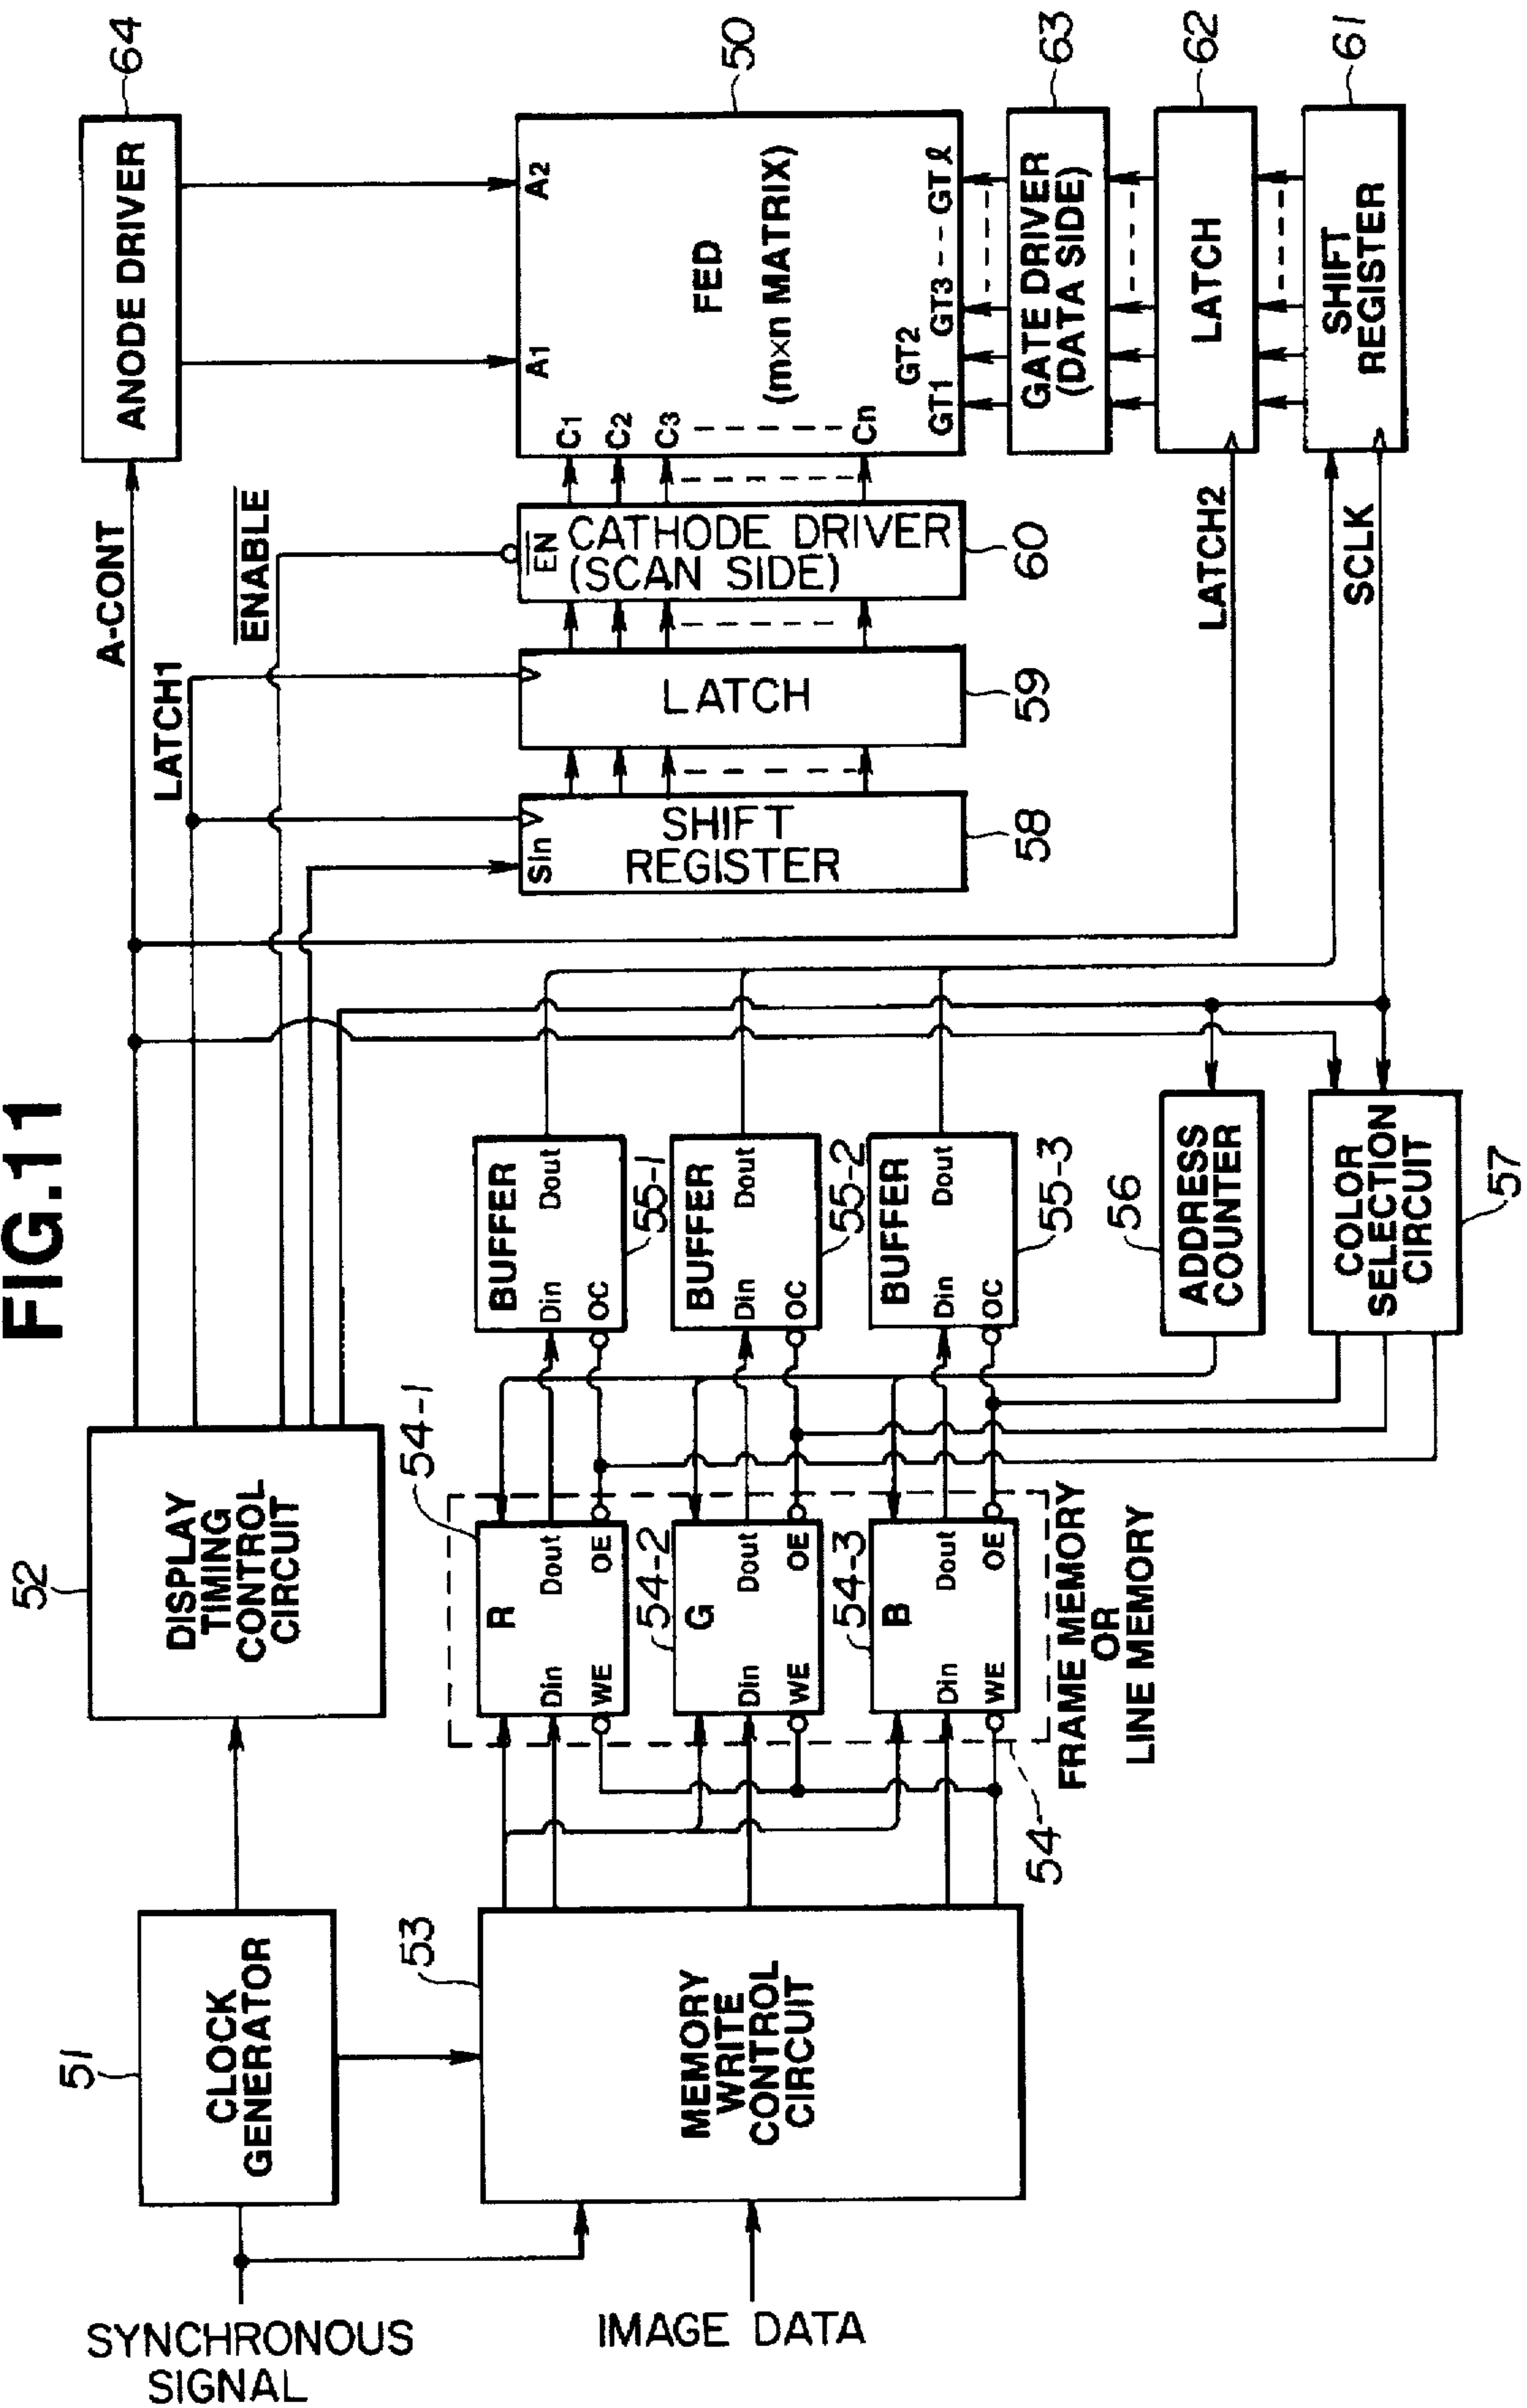 FIG.11
SYNCHRONOUS
SIGNAL
IMAGE DATA
51
CLOCK
GENERATOR
52
DISPLAY
TIMING
CONTROL
CIRCUIT
53
MEMORY
WRITE
CONTROL
CIRCUIT
54
FRAME MEMORY
OR
LINE MEMORY
54-1
R
Din
Dout
WE
OE
54-2
G
Din
Dout
WE
OE
54-3
B
Din
Dout
WE
OE
BUFFER
Din
Dout
OC
55-1
BUFFER
Din
Dout
OC
55-2
BUFFER
Din
Dout
OC
55-3
56
ADDRESS
COUNTER
COLOR
SELECTION
CIRCUIT
57
A-CONT
LATCH1
ENABLE
Sin
SHIFT
REGISTER
58
LATCH
59
EN
CATHODE DRIVER
(SCAN SIDE)
60
LATCH2
SCLK
ANODE DRIVER
64
A1
A2
C1
C2
C3
Cn
FED
(m×n MATRIX)
50
GT1
GT2
GT3 -- GTℓ
GATE DRIVER
(DATA SIDE)
63
LATCH
62
SHIFT
REGISTER
61